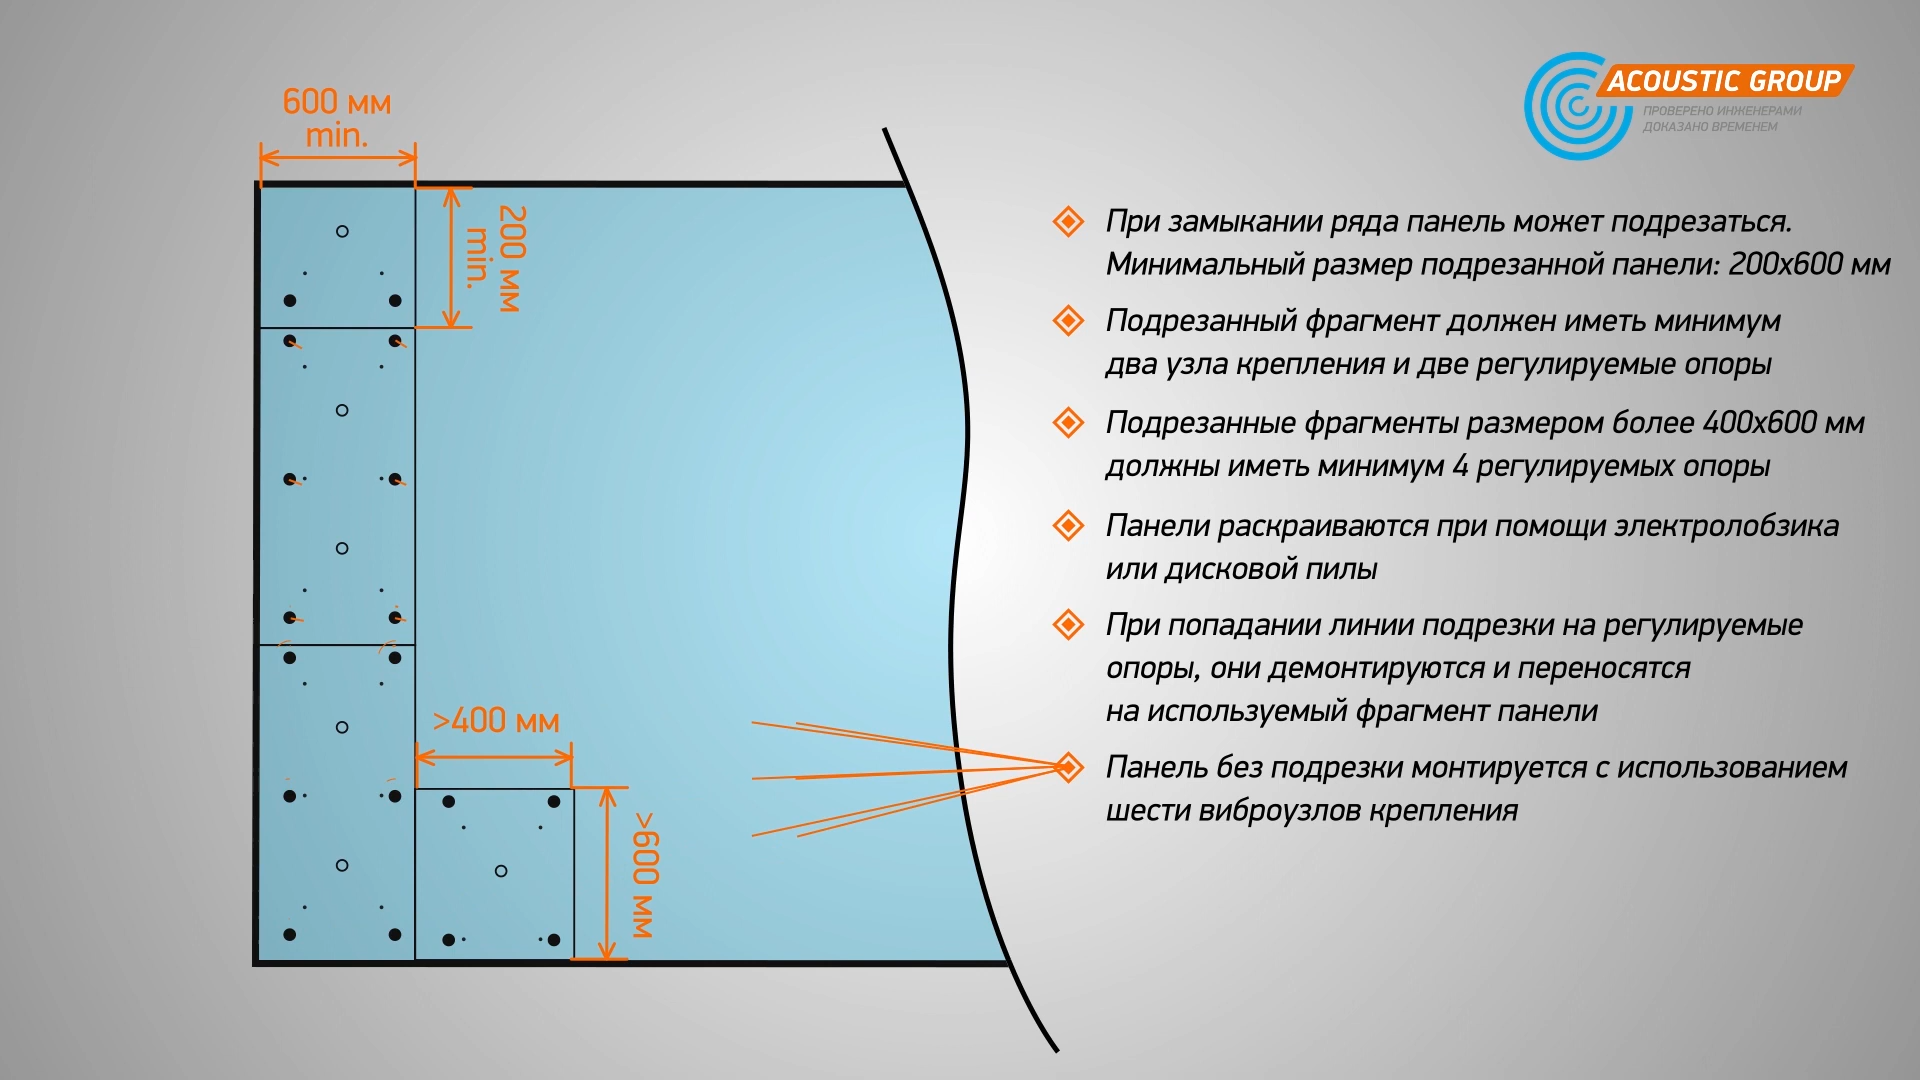 ACOUSTIC GROUP
ПРОВЕРЕНО ИНЖЕНЕРАМИ
ДОКАЗАНО ВРЕМЕНЕМ
600 мм
min.
200 мм
min.
>400 мм
>600 мм
При замыкании ряда панель может подрезаться.
Минимальный размер подрезанной панели: 200х600 мм
Подрезанный фрагмент должен иметь минимум
два узла крепления и две регулируемые опоры
Подрезанные фрагменты размером более 400х600 мм
должны иметь минимум 4 регулируемых опоры
Панели раскраиваются при помощи электролобзика
или дисковой пилы
При попадании линии подрезки на регулируемые
опоры, они демонтируются и переносятся
на используемый фрагмент панели
Панель без подрезки монтируется с использованием
шести виброузлов крепления